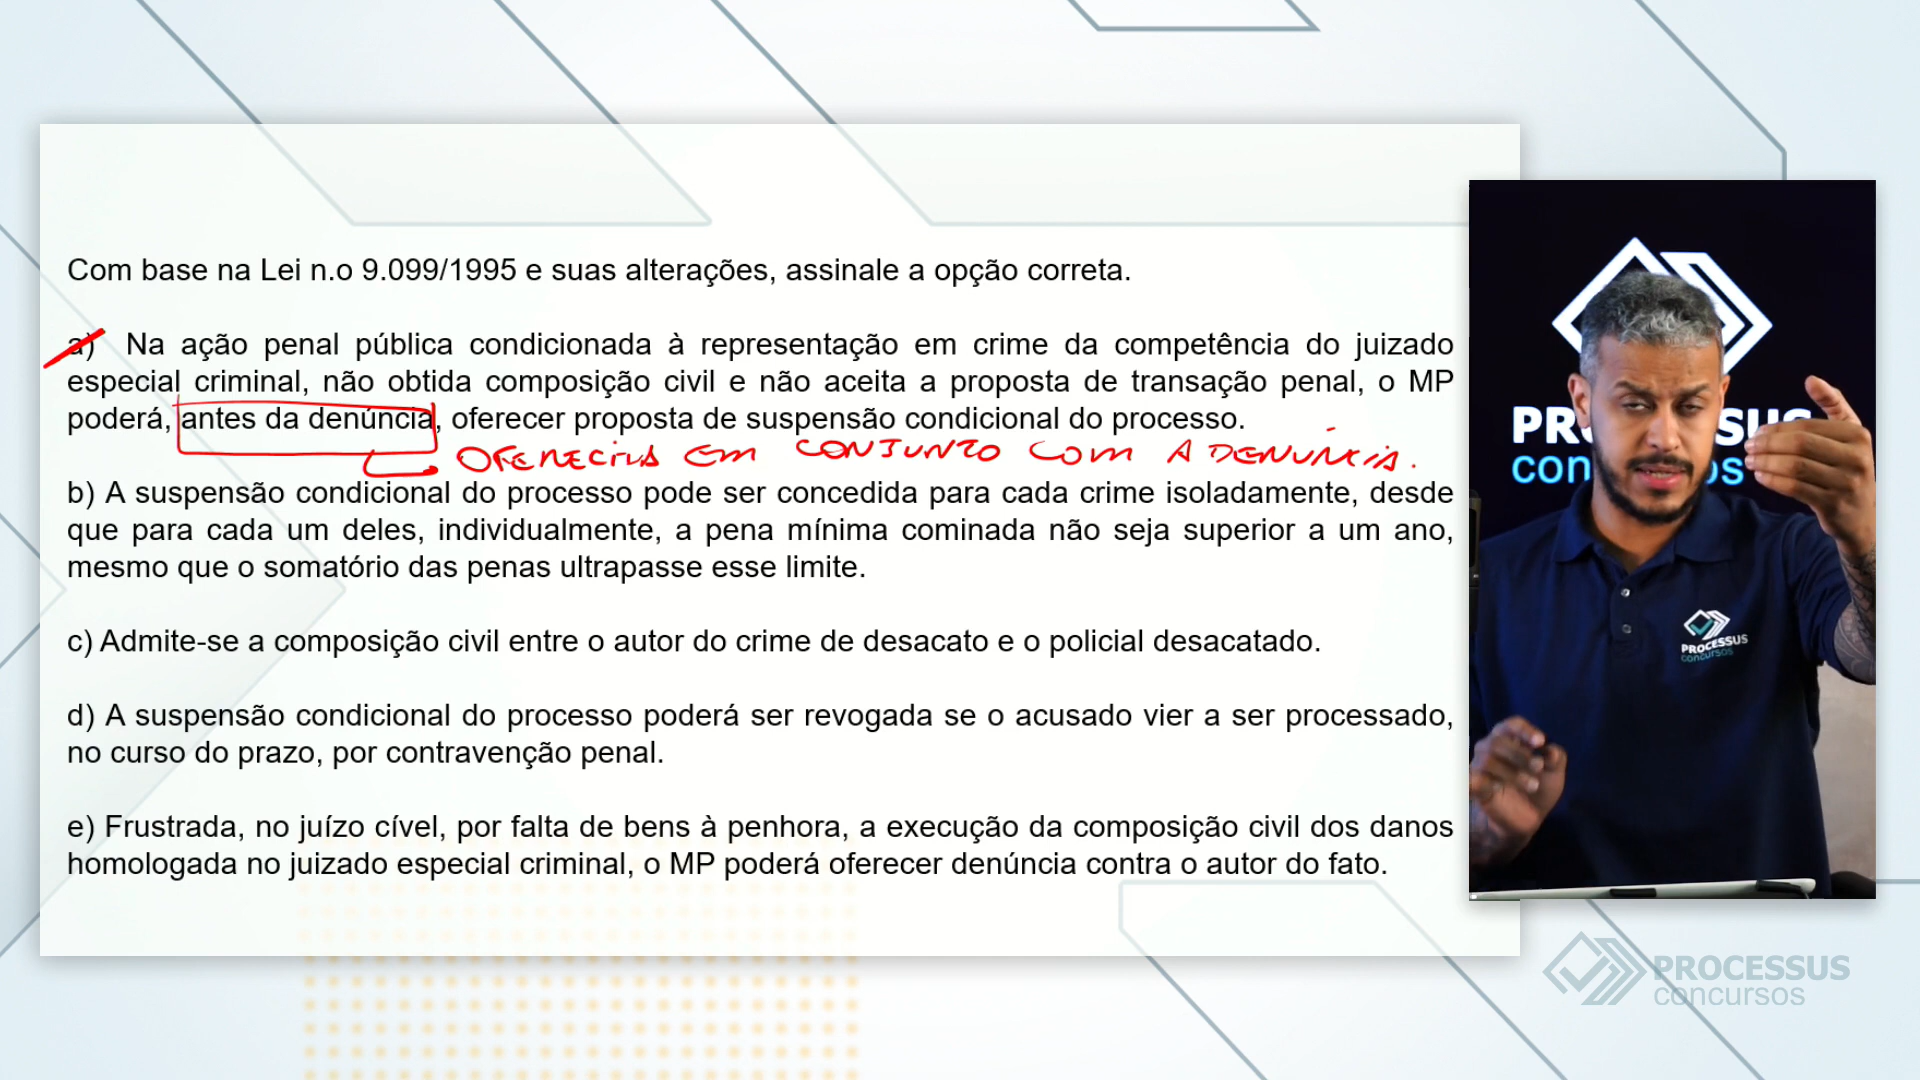 Com base na Lei n.o 9.099/1995 e suas alterações, assinale a opção correta.
a) Na ação penal pública condicionada à representação em crime da competência do juizado
especial criminal, não obtida composição civil e não aceita a proposta de transação penal, o MP
poderá, antes da denúncia, oferecer proposta de suspensão condicional do processo.
OFERECIDA EM CONJUNTO COM A DENÚNCIA.
b) A suspensão condicional do processo pode ser concedida para cada crime isoladamente, desde
que para cada um deles, individualmente, a pena mínima cominada não seja superior a um ano,
mesmo que o somatório das penas ultrapasse esse limite.
c) Admite-se a composição civil entre o autor do crime de desacato e o policial desacatado.
d) A suspensão condicional do processo poderá ser revogada se o acusado vier a ser processado,
no curso do prazo, por contravenção penal.
e) Frustrada, no juízo cível, por falta de bens à penhora, a execução da composição civil dos danos
homologada no juizado especial criminal, o MP poderá oferecer denúncia contra o autor do fato.
PR SSUS
con s
PROCESSUS
concursos
PROCESSUS
concursos